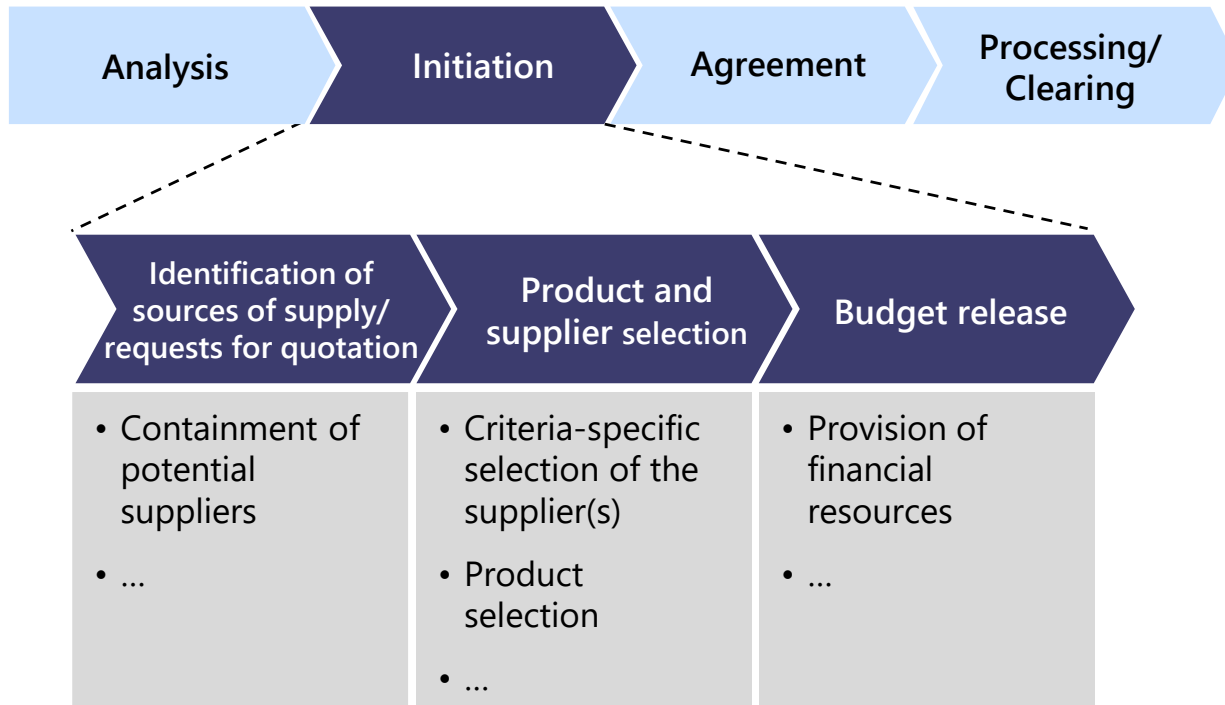 Analysis
Initiation
Agreement
Processing/
Clearing
Identification of
sources of supply/
requests for quotation
Product and
supplier selection
Budget release
• Containment of
potential
suppliers
• ...
• Criteria-specific
selection of the
supplier(s)
• Product
selection
• ...
• Provision of
financial
resources
• ...